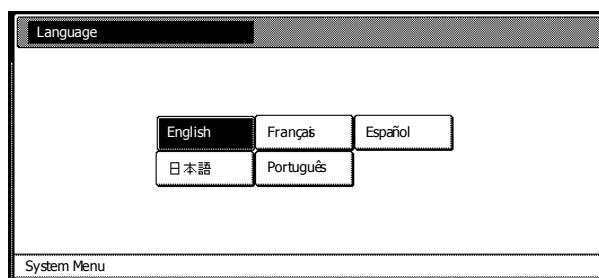 Language
English Français Español
日本語 Português
System Menu